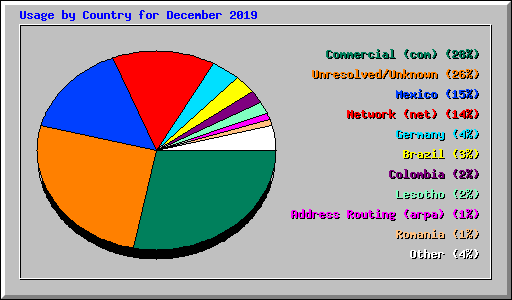 Usage by Country for December 2019
Commercial (com) (28%)
Unresolved/Unknown (26%)
Mexico (15%)
Network (net) (14%)
Germany (4%)
Brazil (3%)
Colombia (2%)
Lesotho (2%)
Address Routing (arpa) (1%)
Romania (1%)
Other (4%)